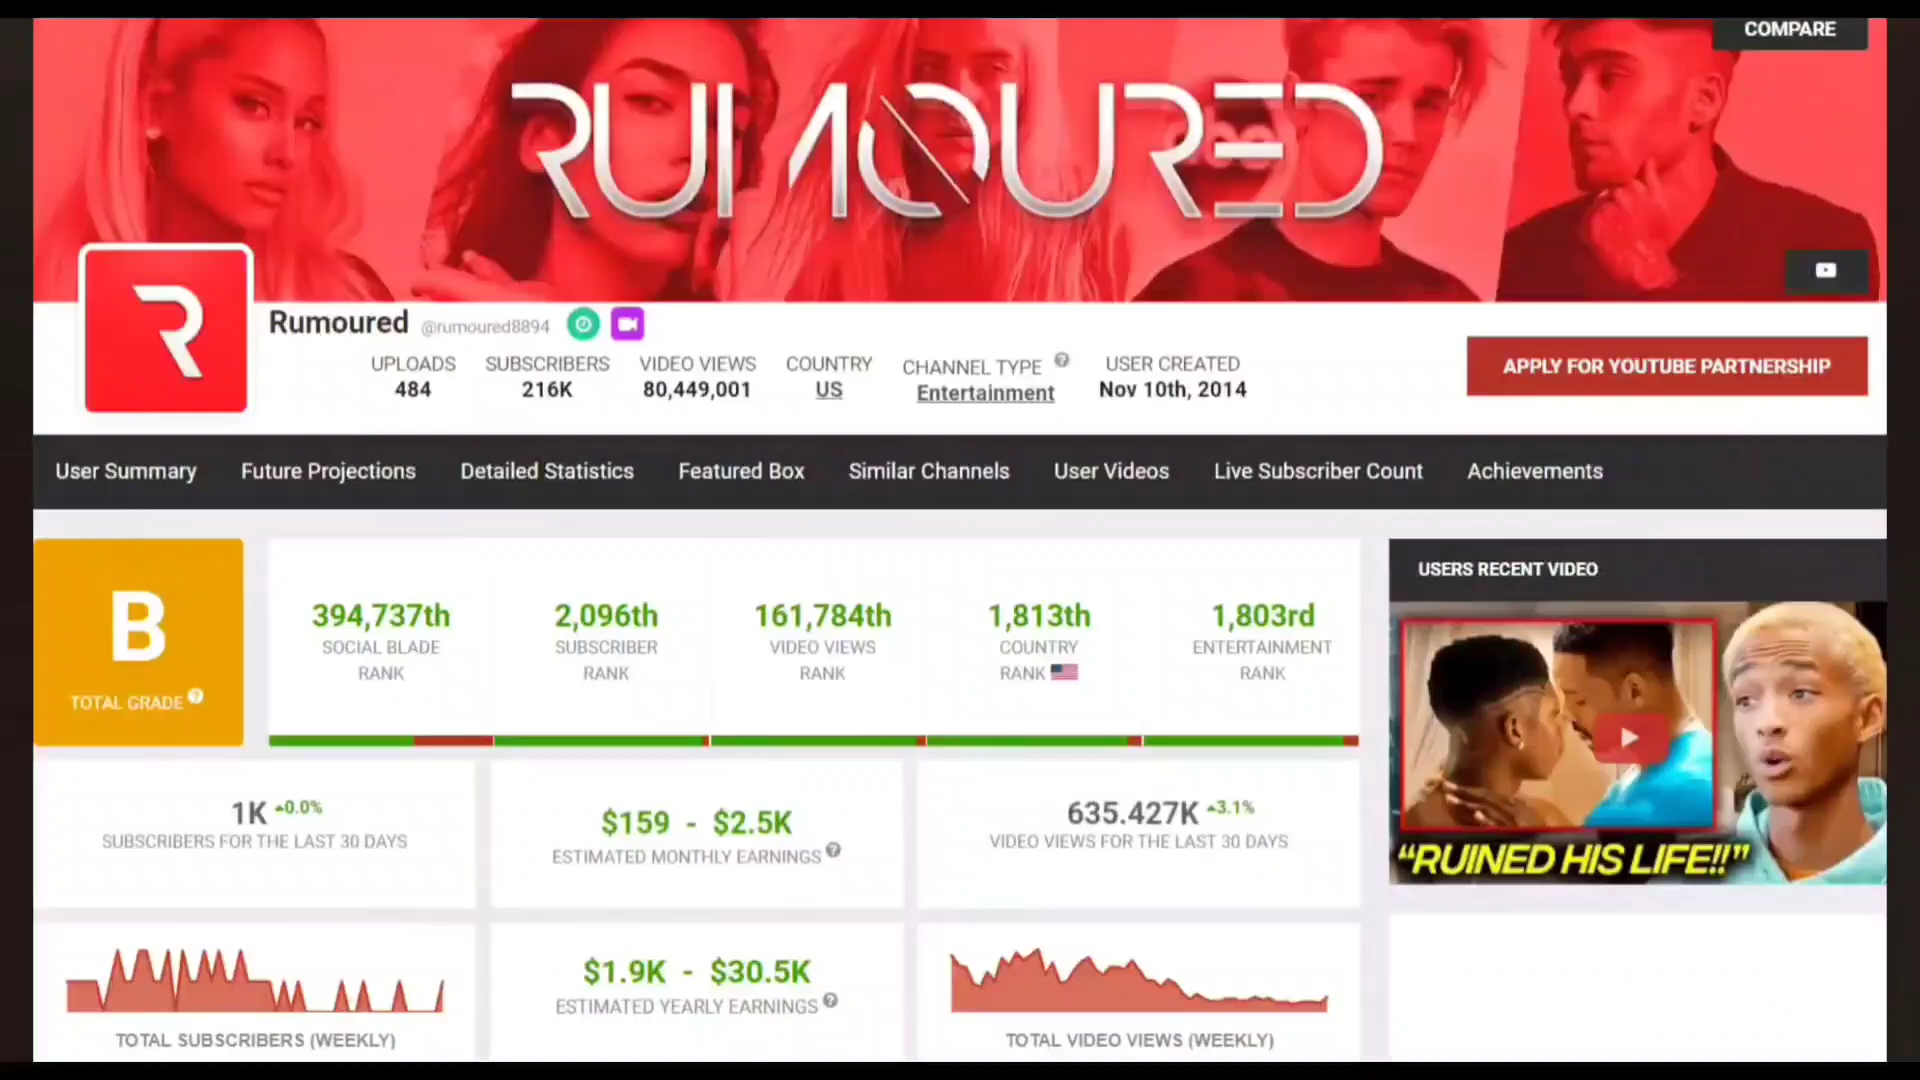 COMPARE
RUMOURED
R
Rumoured @rumoured8894
UPLOADS SUBSCRIBERS VIDEO VIEWS COUNTRY CHANNEL TYPE ? USER CREATED
484 216K 80,449,001 US Entertainment Nov 10th, 2014
APPLY FOR YOUTUBE PARTNERSHIP
User Summary Future Projections Detailed Statistics Featured Box Similar Channels User Videos Live Subscriber Count Achievements
B
TOTAL GRADE ?
394,737th
SOCIAL BLADE
RANK
2,096th
SUBSCRIBER
RANK
161,784th
VIDEO VIEWS
RANK
1,813th
COUNTRY
RANK
1,803rd
ENTERTAINMENT
RANK
USERS RECENT VIDEO
"RUINED HIS LIFE!!"
1K 0.0%
SUBSCRIBERS FOR THE LAST 30 DAYS
$159 - $2.5K
ESTIMATED MONTHLY EARNINGS ?
635.427K 3.1%
VIDEO VIEWS FOR THE LAST 30 DAYS
TOTAL SUBSCRIBERS (WEEKLY)
$1.9K - $30.5K
ESTIMATED YEARLY EARNINGS ?
TOTAL VIDEO VIEWS (WEEKLY)